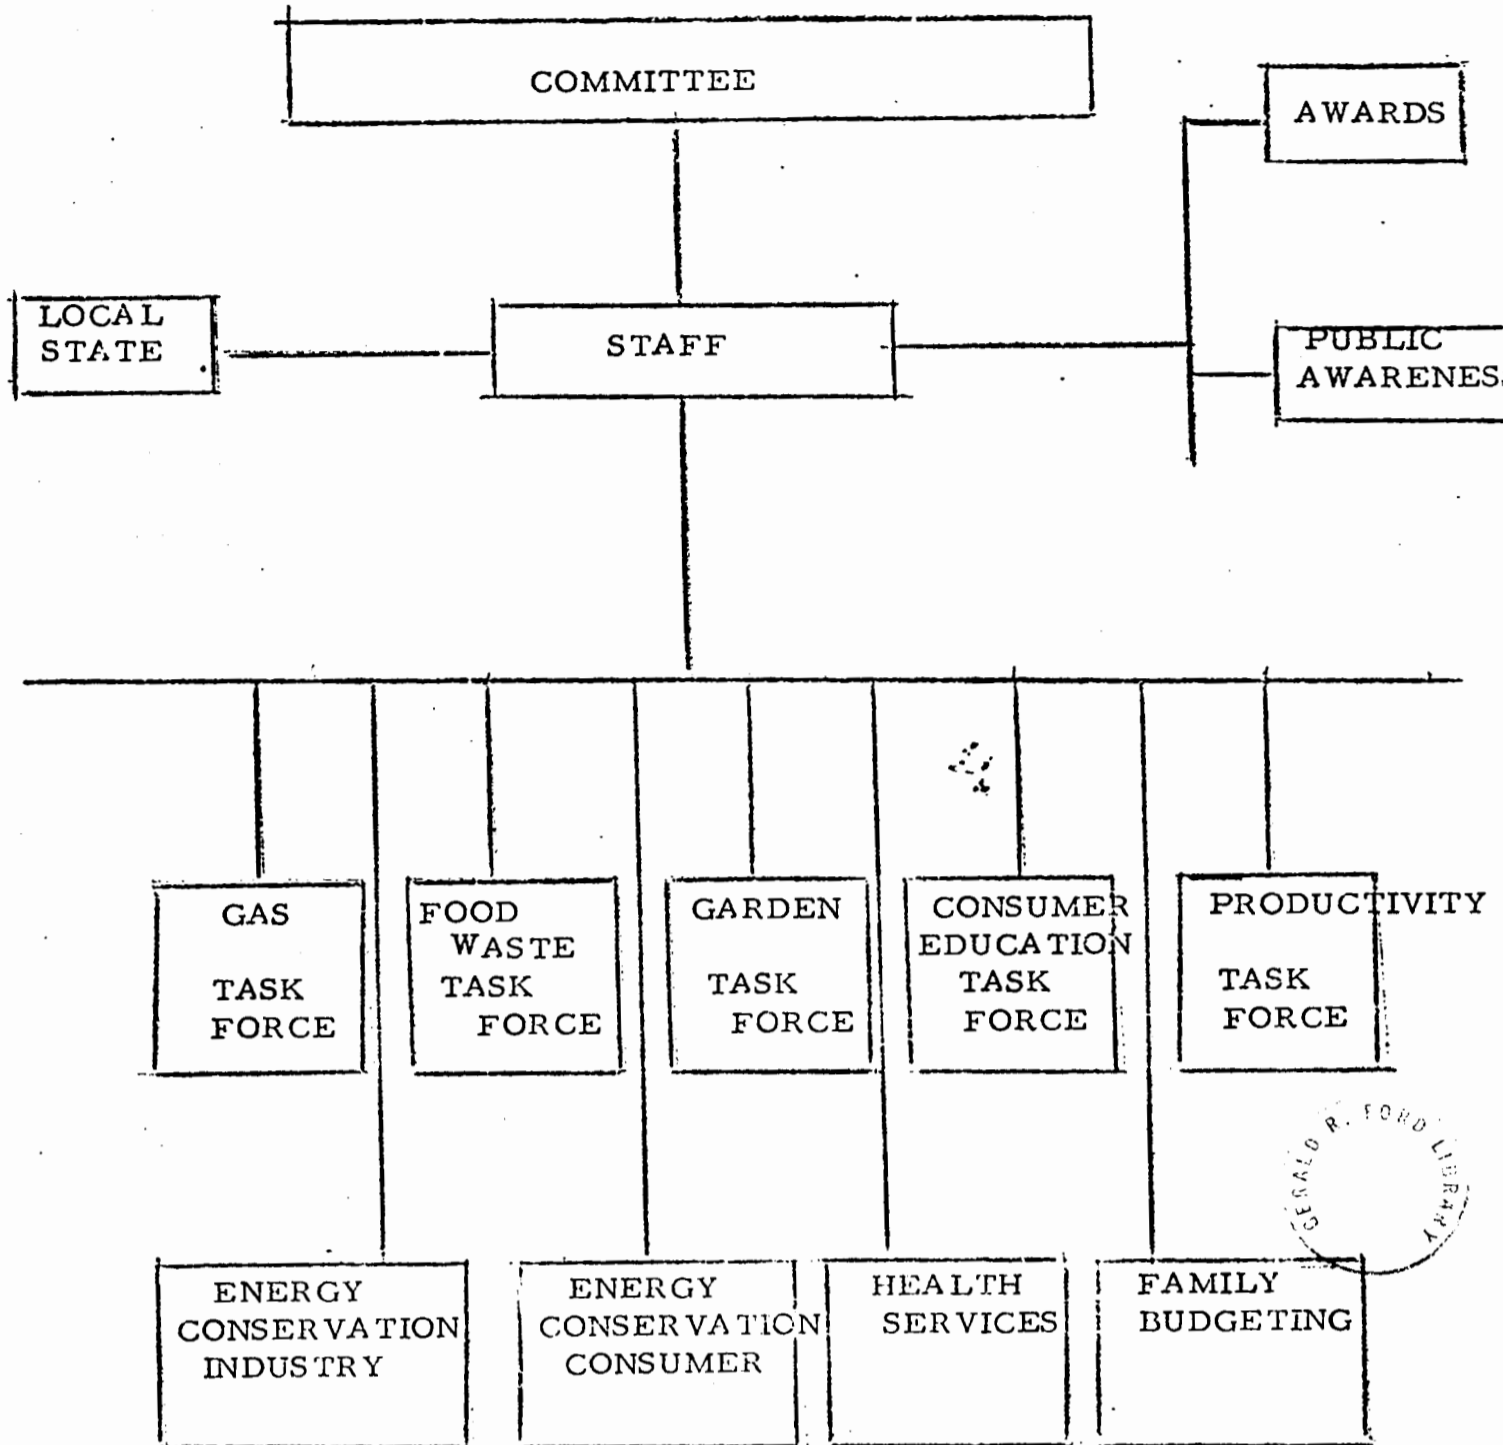 COMMITTEE
AWARDS
LOCAL
STATE
STAFF
PUBLIC
AWARENES
GAS
TASK
FORCE
FOOD
WASTE
TASK
FORCE
GARDEN
TASK
FORCE
CONSUMER
EDUCATION
TASK
FORCE
PRODUCTIVITY
TASK
FORCE
GERALD R. FORD LIBRARY
ENERGY
CONSERVATION
INDUSTRY
ENERGY
CONSERVATION
CONSUMER
HEALTH
SERVICES
FAMILY
BUDGETING